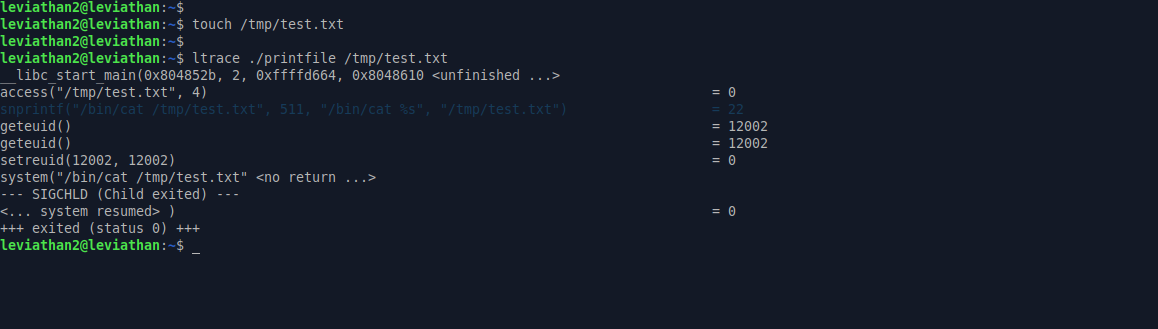 leviathan2@leviathan:~$
leviathan2@leviathan:~$ touch /tmp/test.txt
leviathan2@leviathan:~$
leviathan2@leviathan:~$ ltrace ./printfile /tmp/test.txt
__libc_start_main(0x804852b, 2, 0xffffd664, 0x8048610 <unfinished ...>
access("/tmp/test.txt", 4) = 0
snprintf("/bin/cat /tmp/test.txt", 511, "/bin/cat %s", "/tmp/test.txt") = 22
geteuid() = 12002
geteuid() = 12002
setreuid(12002, 12002) = 0
system("/bin/cat /tmp/test.txt" <no return ...>
--- SIGCHLD (Child exited) ---
<... system resumed> ) = 0
+++ exited (status 0) +++
leviathan2@leviathan:~$ _